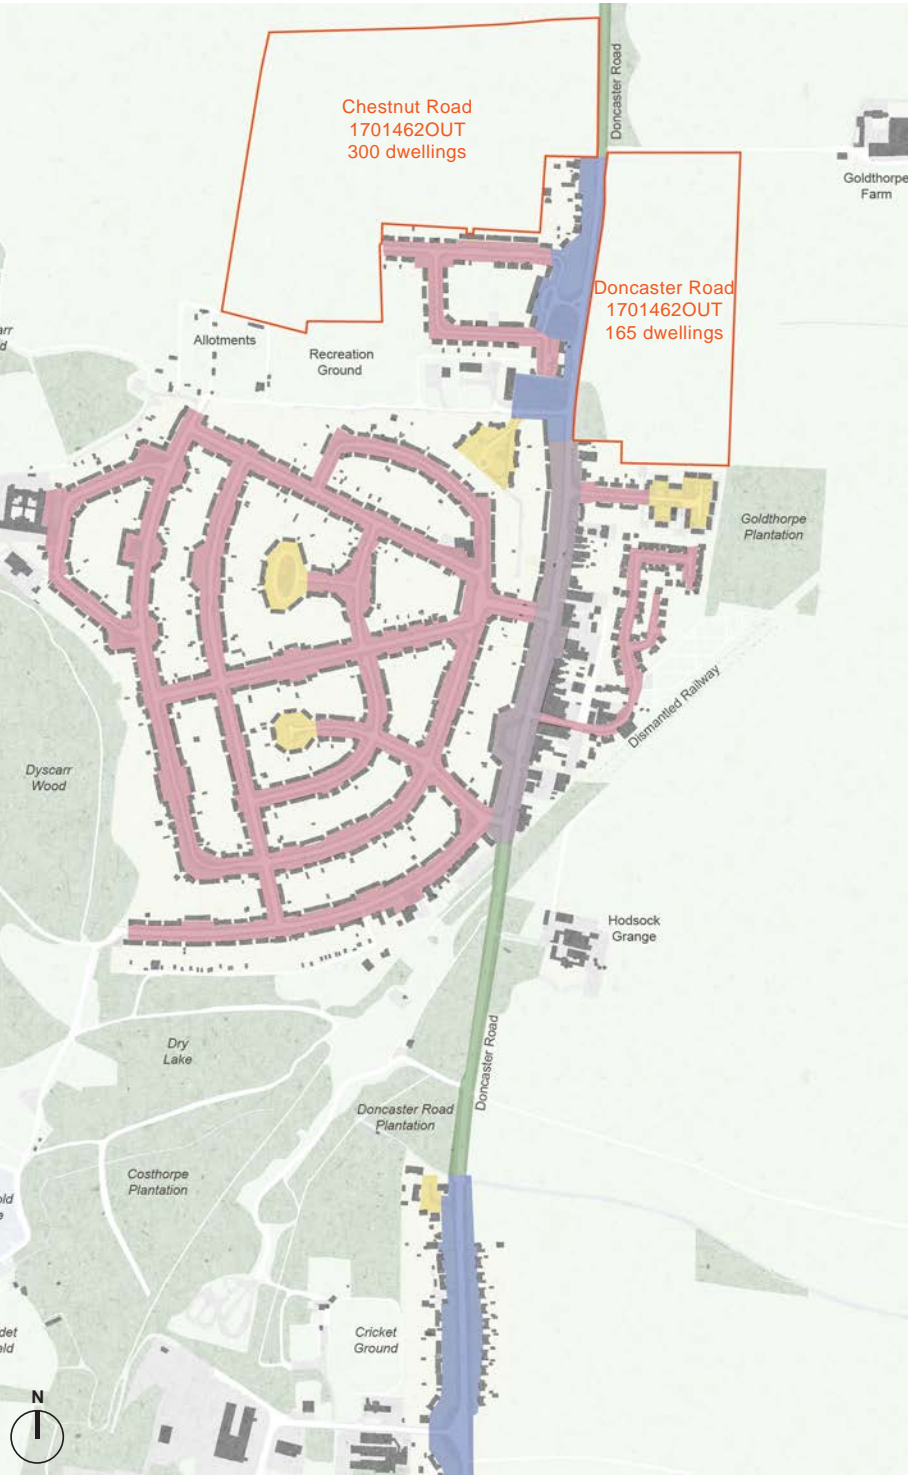 Doncaster Road
Chestnut Road
1701462OUT
300 dwellings
Goldthorpe
Farm
Doncaster Road
1701462OUT
165 dwellings
Allotments
Recreation
Ground
Goldthorpe
Plantation
Dismantled Railway
Dyscarr
Wood
Hodsock
Grange
Dry
Lake
Doncaster Road
Doncaster Road
Plantation
Costhorpe
Plantation
Cricket
Ground
N